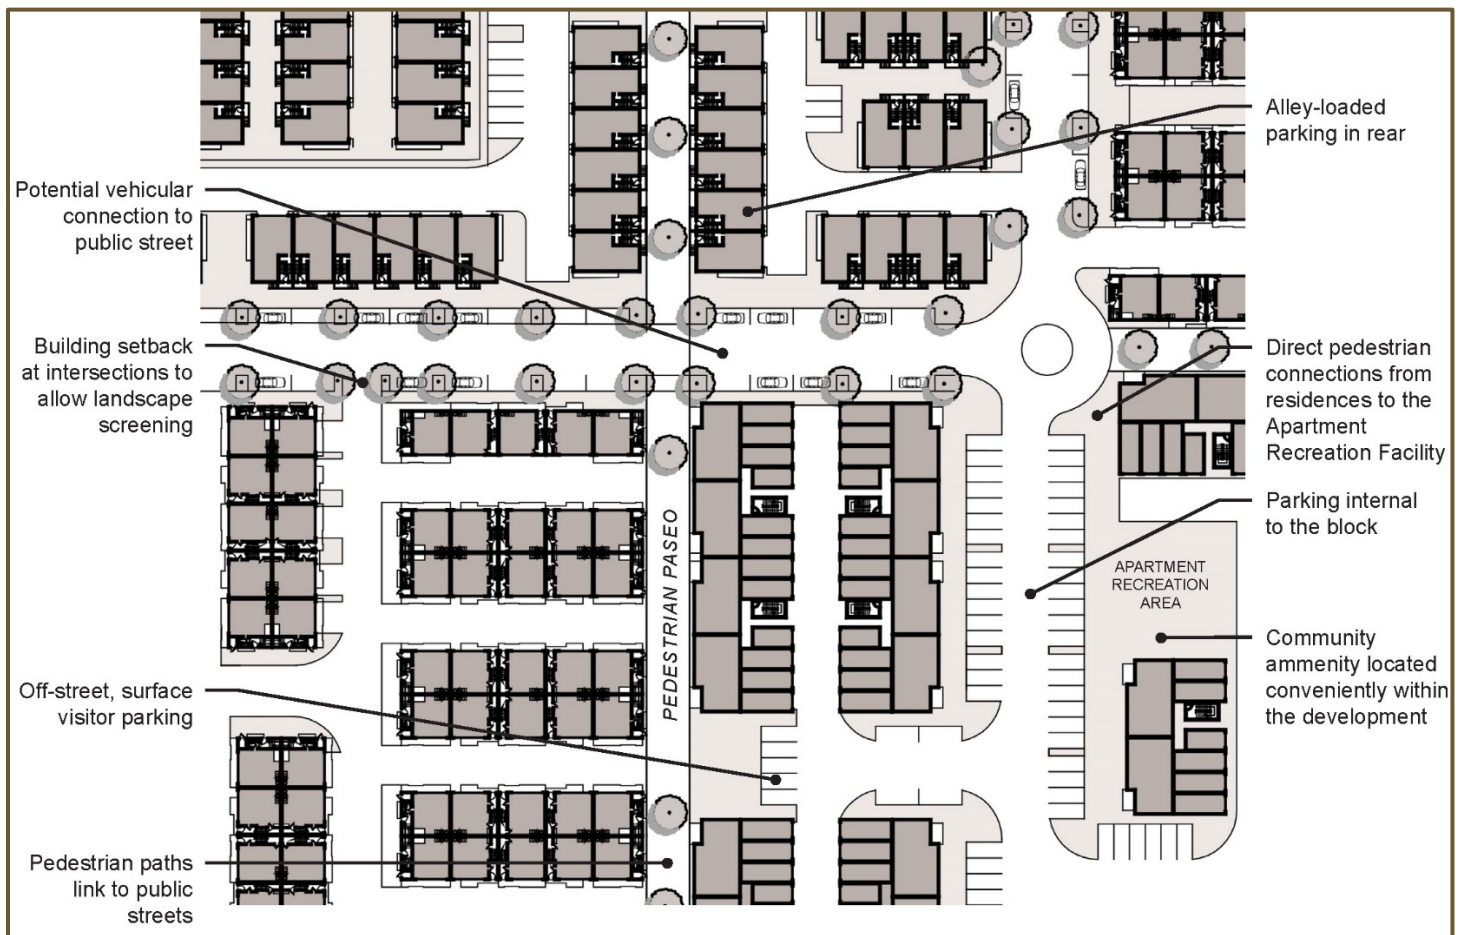 Potential vehicular
connection to
public street
Building setback
at intersections to
allow landscape
screening
Off-street, surface
visitor parking
Pedestrian paths
link to public
streets
PEDESTRIAN PASEO
APARTMENT
RECREATION
AREA
Alley-loaded
parking in rear
Direct pedestrian
connections from
residences to the
Apartment
Recreation Facility
Parking internal
to the block
Community
ammenity located
conveniently within
the development